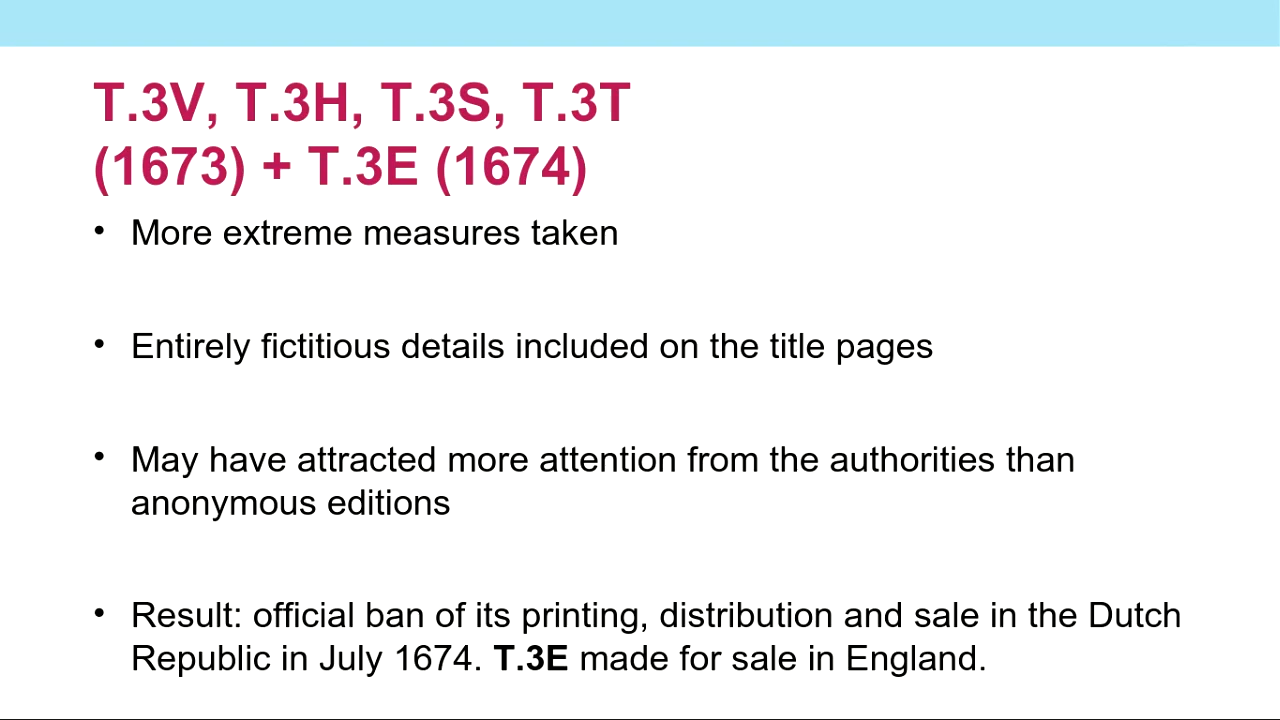 T.3V, T.3H, T.3S, T.3T
(1673) + T.3E (1674)
• More extreme measures taken
• Entirely fictitious details included on the title pages
• May have attracted more attention from the authorities than
anonymous editions
• Result: official ban of its printing, distribution and sale in the Dutch
Republic in July 1674. T.3E made for sale in England.